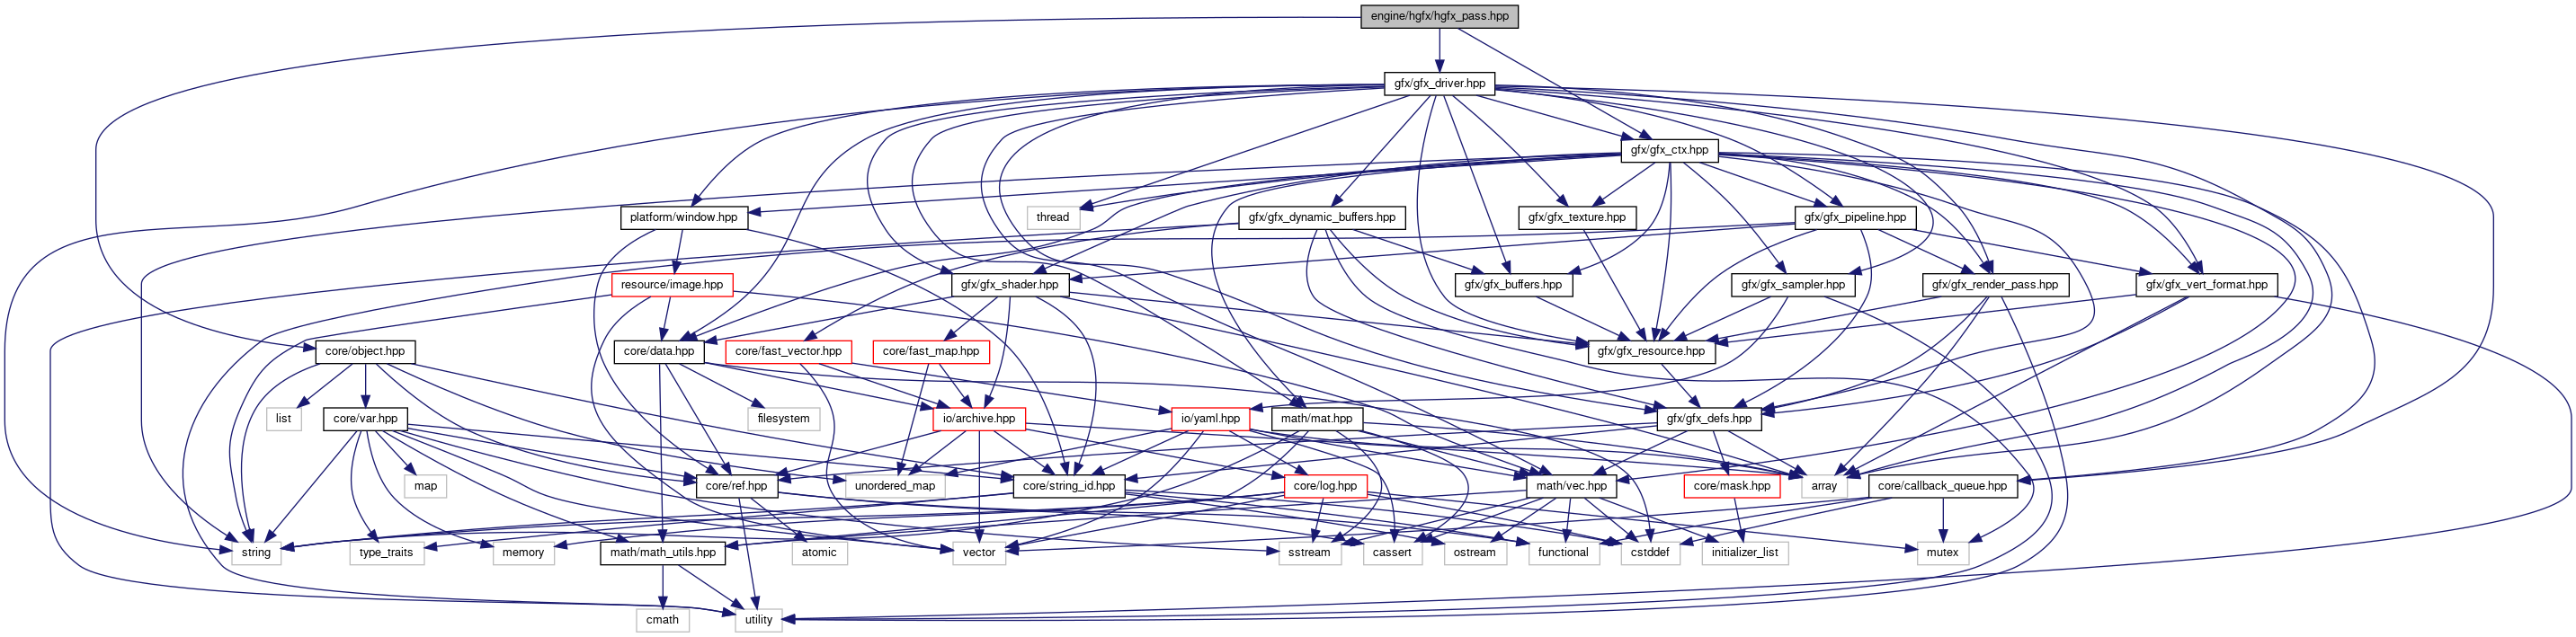 engine/hgfx/hgfx_pass.hpp
gfx/gfx_driver.hpp
gfx/gfx_ctx.hpp
platform/window.hpp
thread
gfx/gfx_dynamic_buffers.hpp
gfx/gfx_texture.hpp
gfx/gfx_pipeline.hpp
resource/image.hpp
gfx/gfx_shader.hpp
gfx/gfx_buffers.hpp
gfx/gfx_sampler.hpp
gfx/gfx_render_pass.hpp
gfx/gfx_vert_format.hpp
core/object.hpp
core/data.hpp
core/fast_vector.hpp
core/fast_map.hpp
gfx/gfx_resource.hpp
list
core/var.hpp
filesystem
io/archive.hpp
io/yaml.hpp
math/mat.hpp
gfx/gfx_defs.hpp
map
core/ref.hpp
unordered_map
core/string_id.hpp
core/log.hpp
math/vec.hpp
core/mask.hpp
array
core/callback_queue.hpp
string
type_traits
memory
math/math_utils.hpp
atomic
vector
sstream
cassert
ostream
functional
cstddef
initializer_list
mutex
cmath
utility